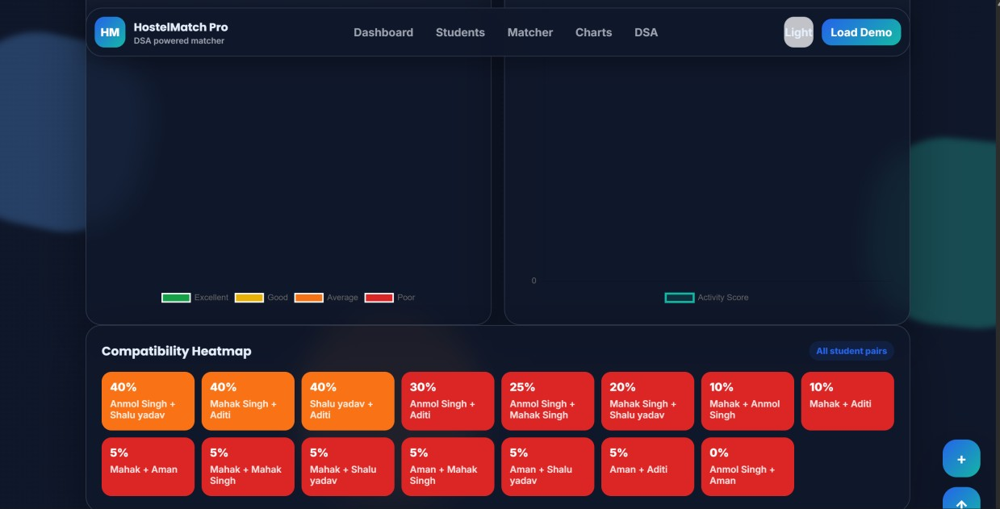 HM
HostelMatch Pro
DSA powered matcher
Dashboard Students Matcher Charts DSA
Light
Load Demo
Excellent Good Average Poor
0
Activity Score
Compatibility Heatmap
All student pairs
40%
Anmol Singh +
Shalu yadav
40%
Mahak Singh +
Aditi
40%
Shalu yadav +
Aditi
30%
Anmol Singh +
Aditi
25%
Anmol Singh +
Mahak Singh
20%
Mahak Singh +
Shalu yadav
10%
Mahak + Anmol
Singh
10%
Mahak + Aditi
5%
Mahak + Aman
5%
Mahak + Mahak
Singh
5%
Mahak + Shalu
yadav
5%
Aman + Mahak
Singh
5%
Aman + Shalu
yadav
5%
Aman + Aditi
0%
Anmol Singh +
Aman
+
↑